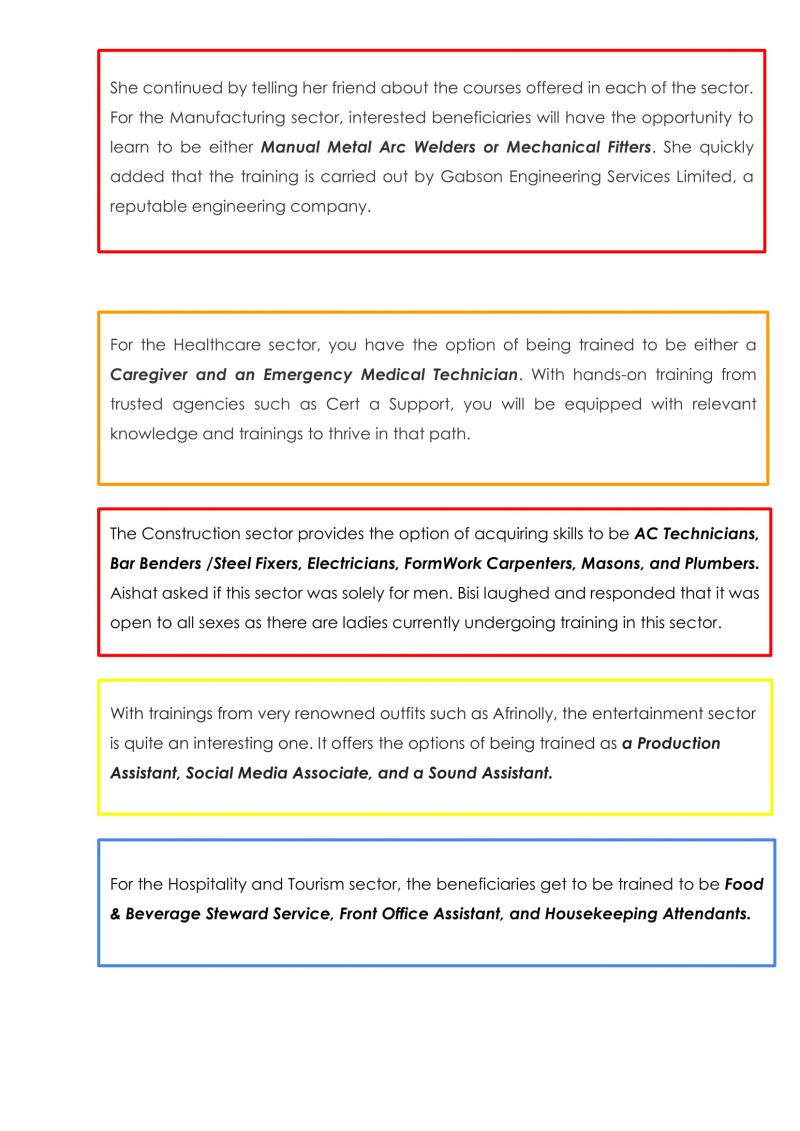 She continued by telling her friend about the courses offered in each of the sector.
For the Manufacturing sector, interested beneficiaries will have the opportunity to
learn to be either Manual Metal Arc Welders or Mechanical Fitters. She quickly
added that the training is carried out by Gabson Engineering Services Limited, a
reputable engineering company.
For the Healthcare sector, you have the option of being trained to be either a
Caregiver and an Emergency Medical Technician. With hands-on training from
trusted agencies such as Cert a Support, you will be equipped with relevant
knowledge and trainings to thrive in that path.
The Construction sector provides the option of acquiring skills to be AC Technicians,
Bar Benders /Steel Fixers, Electricians, FormWork Carpenters, Masons, and Plumbers.
Aishat asked if this sector was solely for men. Bisi laughed and responded that it was
open to all sexes as there are ladies currently undergoing training in this sector.
With trainings from very renowned outfits such as Afrinolly, the entertainment sector
is quite an interesting one. It offers the options of being trained as a Production
Assistant, Social Media Associate, and a Sound Assistant.
For the Hospitality and Tourism sector, the beneficiaries get to be trained to be Food
& Beverage Steward Service, Front Office Assistant, and Housekeeping Attendants.